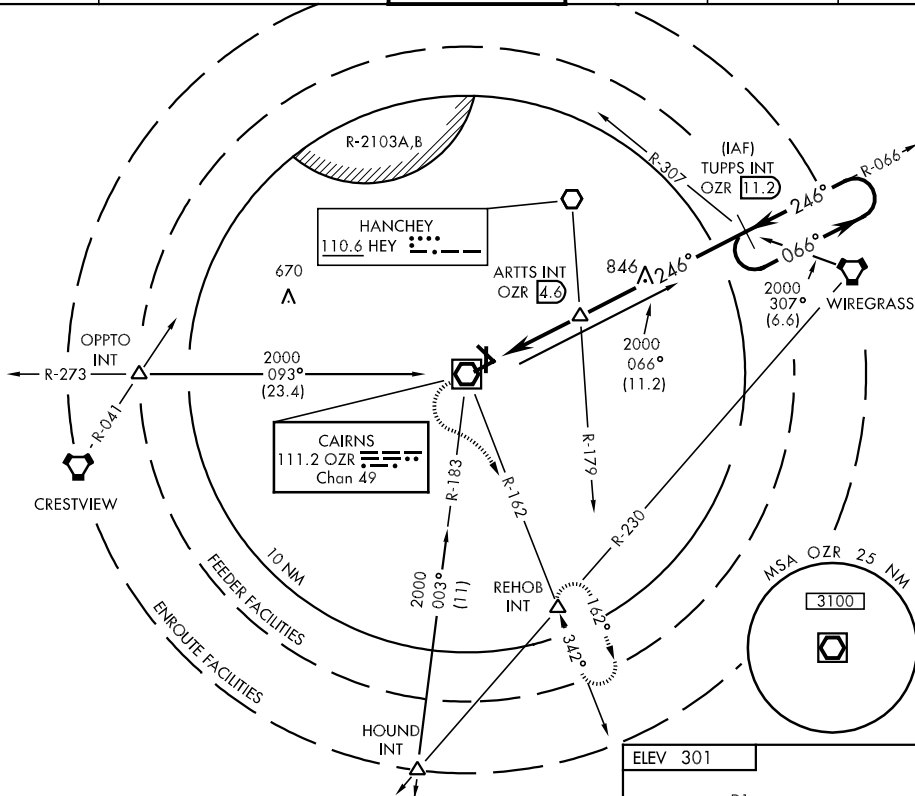 R-2103A,B
(IAF)
TUPPS INT
OZR 11.2
R-307
R-066
246°
066°
HANCHEY
110.6 HEY
ARTTS INT
OZR 4.6
846
246°
670
2000
307°
(6.6)
WIREGRASS
OPPTO
INT
R-273
2000
093°
(23.4)
2000
066°
(11.2)
R-041
CRESTVIEW
CAIRNS
111.2 OZR
Chan 49
R-183
R-162
R-179
R-230
10 NM
FEEDER FACILITIES
ENROUTE FACILITIES
2000
003°
(11)
REHOB
INT
162°
342°
MSA OZR 25 NM
3100
HOUND
INT
ELEV 301